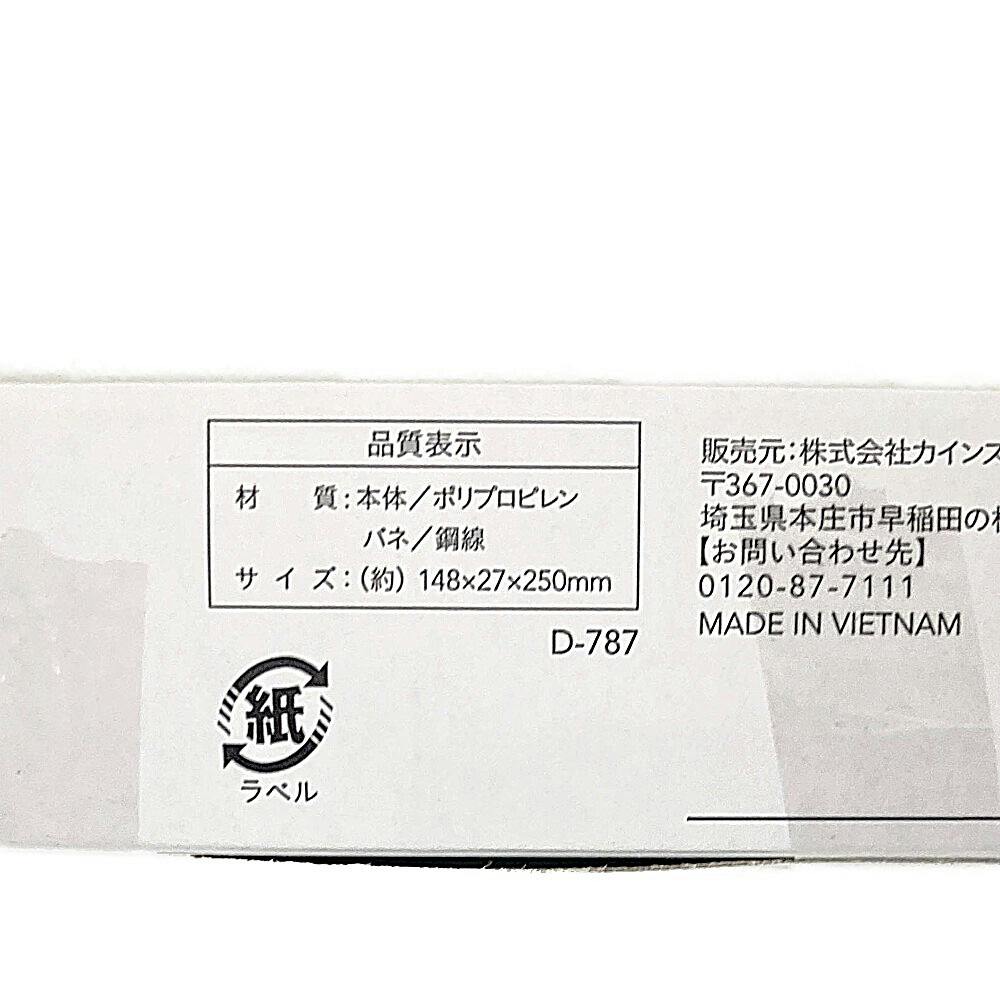 品質表示
材　　質：本体／ポリプロピレン
バネ／鋼線
サイズ：（約）148×27×250mm
D-787
紙
ラベル
販売元：株式会社カインズ
〒367-0030
埼玉県本庄市早稲田の
【お問い合わせ先】
0120-87-7111
MADE IN VIETNAM